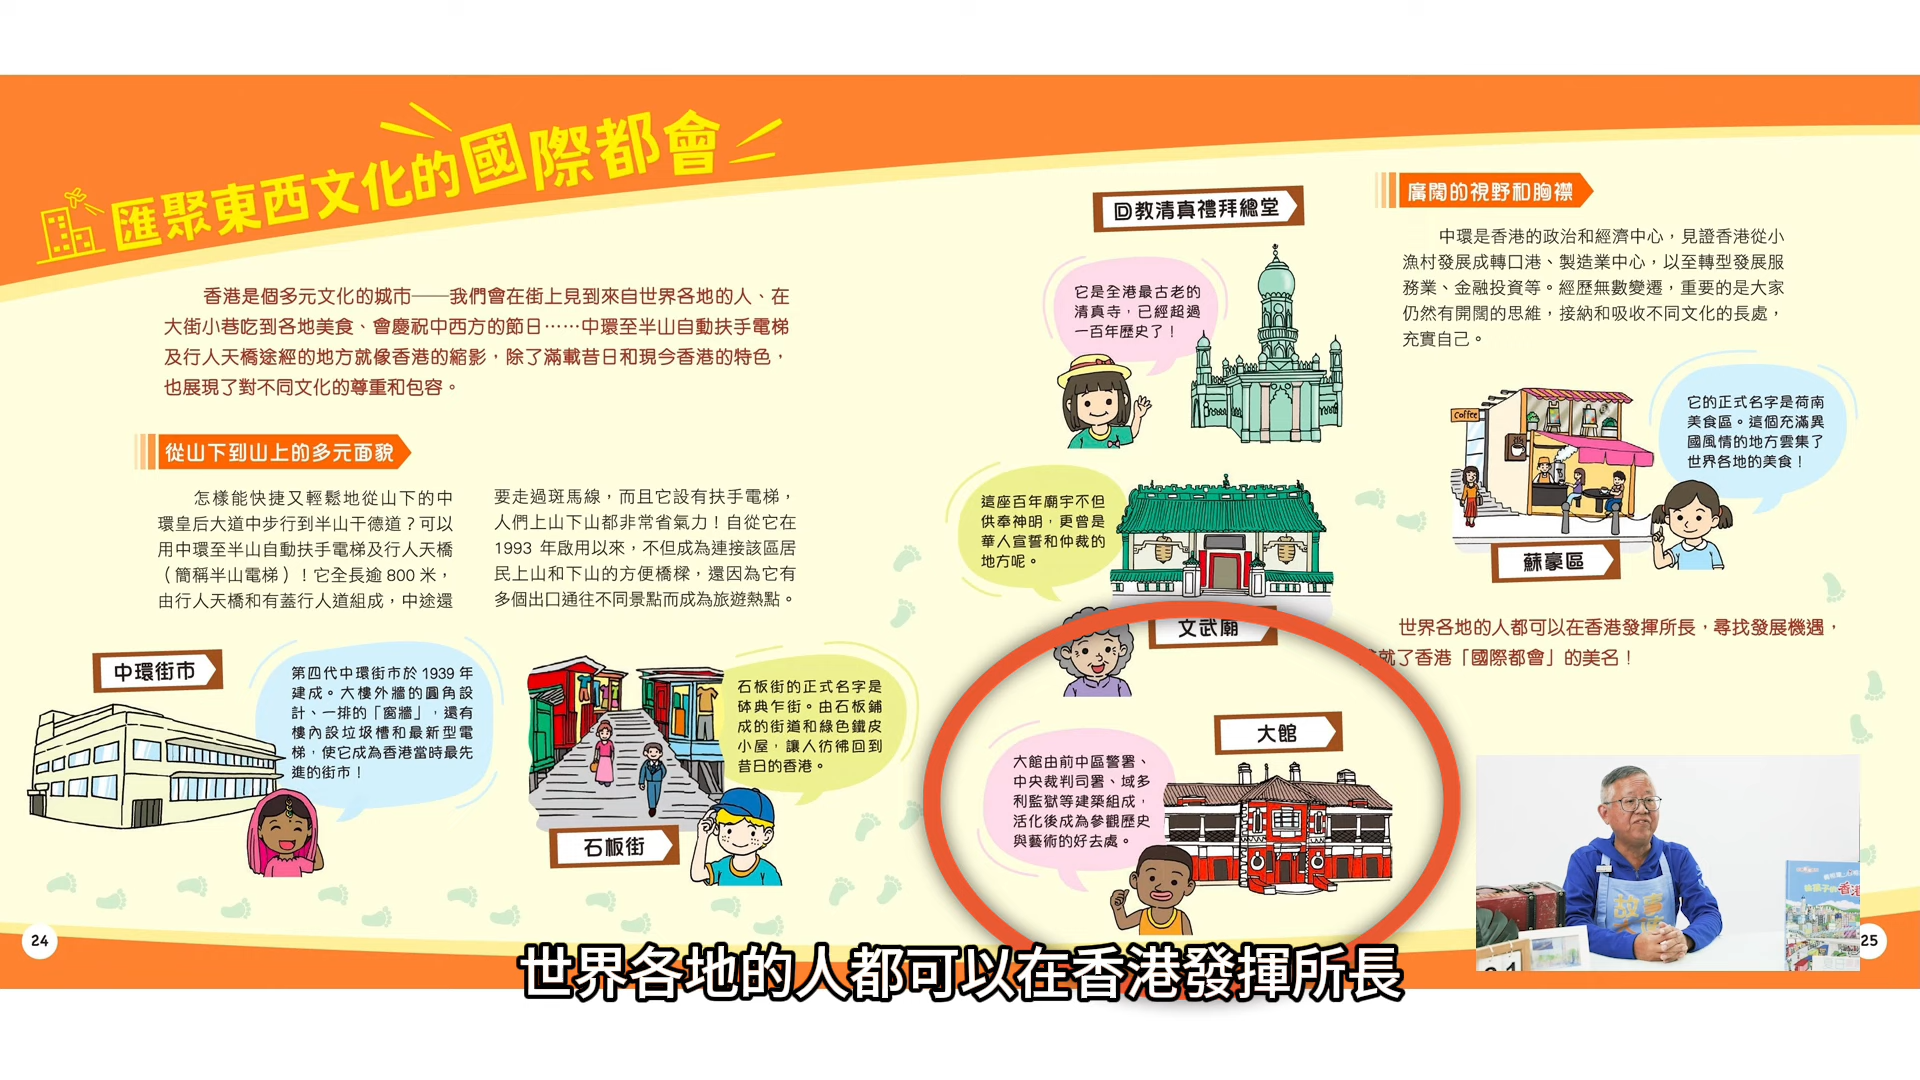 匯聚東西文化的國際都會
香港是個多元文化的城市——我們會在街上見到來自世界各地的人、在
大街小巷吃到各地美食、會慶祝中西方的節日……中環至半山自動扶手電梯
及行人天橋途經的地方就像香港的縮影，除了滿載昔日和現今香港的特色，
也展現了對不同文化的尊重和包容。
從山下到山上的多元面貌
怎樣能快捷又輕鬆地從山下的中
環皇后大道中步行到半山干德道？可以
用中環至半山自動扶手電梯及行人天橋
（簡稱半山電梯）！它全長逾800米，
由行人天橋和有蓋行人道組成，中途還
要走過斑馬線，而且它設有扶手電梯，
人們上山下山都非常省氣力！自從它在
1993 年啟用以來，不但成為連接該區居
民上山和下山的方便橋樑，還因為它有
多個出口通往不同景點而成為旅遊熱點。
中環街市
第四代中環街市於1939年
建成。大樓外牆的圓角設
計、一排的「窗牆」，還有
樓內設垃圾槽和最新型電
梯，使它成為香港當時最先
進的街市！
石板街
石板街的正式名字是
砵典乍街。由石板鋪
成的街道和綠色鐵皮
小屋，讓人彷彿回到
昔日的香港。
24
回教清真禮拜總堂
它是全港最古老的
清真寺，已經超過
一百年歷史了！
這座百年廟宇不但
供奉神明，更曾是
華人宣誓和仲裁的
地方呢。
文武廟
大館
大館由前中區警署、
中央裁判司署、域多
利監獄等建築組成，
活化後成為參觀歷史
與藝術的好去處。
廣闊的視野和胸襟
中環是香港的政治和經濟中心，見證香港從小
漁村發展成轉口港、製造業中心，以至轉型發展服
務業、金融投資等。經歷無數變遷，重要的是大家
仍然有開闊的思維，接納和吸收不同文化的長處，
充實自己。
Coffee
它的正式名字是荷南
美食區。這個充滿異
國風情的地方雲集了
世界各地的美食！
蘇豪區
世界各地的人都可以在香港發揮所長，尋找發展機遇，
就了香港「國際都會」的美名！
25
世界各地的人都可以在香港發揮所長